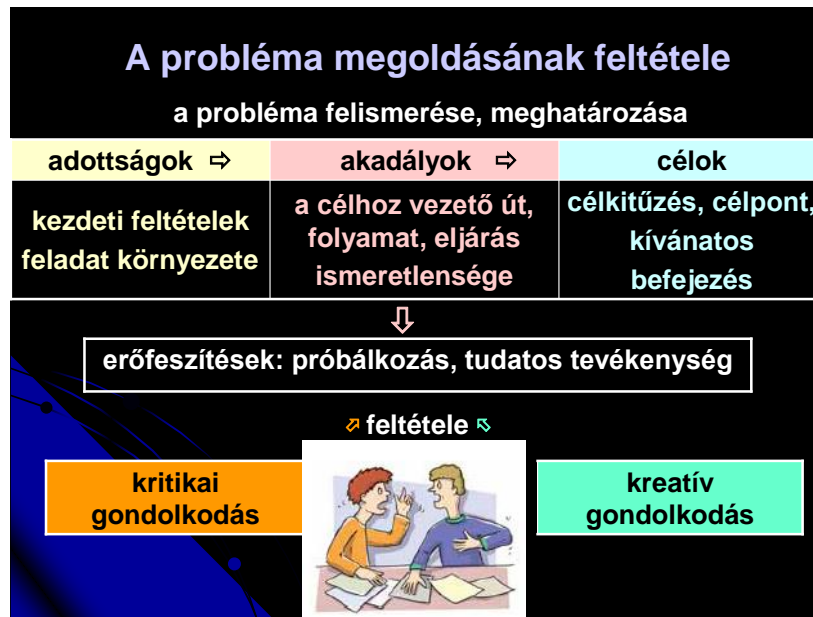 A probléma megoldásának feltétele
a probléma felismerése, meghatározása
adottságok ⇨
akadályok ⇨
célok
kezdeti feltételek
feladat környezete
a célhoz vezető út,
folyamat, eljárás
ismeretlensége
célkitűzés, célpont,
kívánatos
befejezés
⇩
erőfeszítések: próbálkozás, tudatos tevékenység
⬀ feltétele ⬁
kritikai
gondolkodás
kreatív
gondolkodás